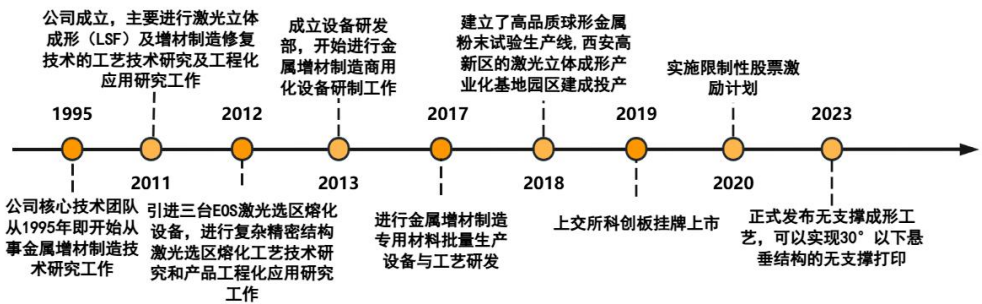 1995
公司核心技术团队
从1995年即开始从
事金属增材制造技
术研究工作
公司成立，主要进行激光立体
成形（LSF）及增材制造修复
技术的工艺技术研究及工程化
应用研究工作
2011
2012
引进三台EOS激光选区熔化
设备，进行复杂精密结构
激光选区熔化工艺技术研
究和产品工程化应用研究
工作
成立设备研发
部，开始进行金
属增材制造商用
化设备研制工作
2013
2017
进行金属增材制造
专用材料批量生产
设备与工艺研发
建立了高品质球形金属
粉末试验生产线,西安高
新区的激光立体成形产
业化基地园区建成投产
2018
2019
上交所科创板挂牌上市
实施限制性股票激
励计划
2020
2023
正式发布无支撑成形工
艺，可以实现30°以下悬
垂结构的无支撑打印